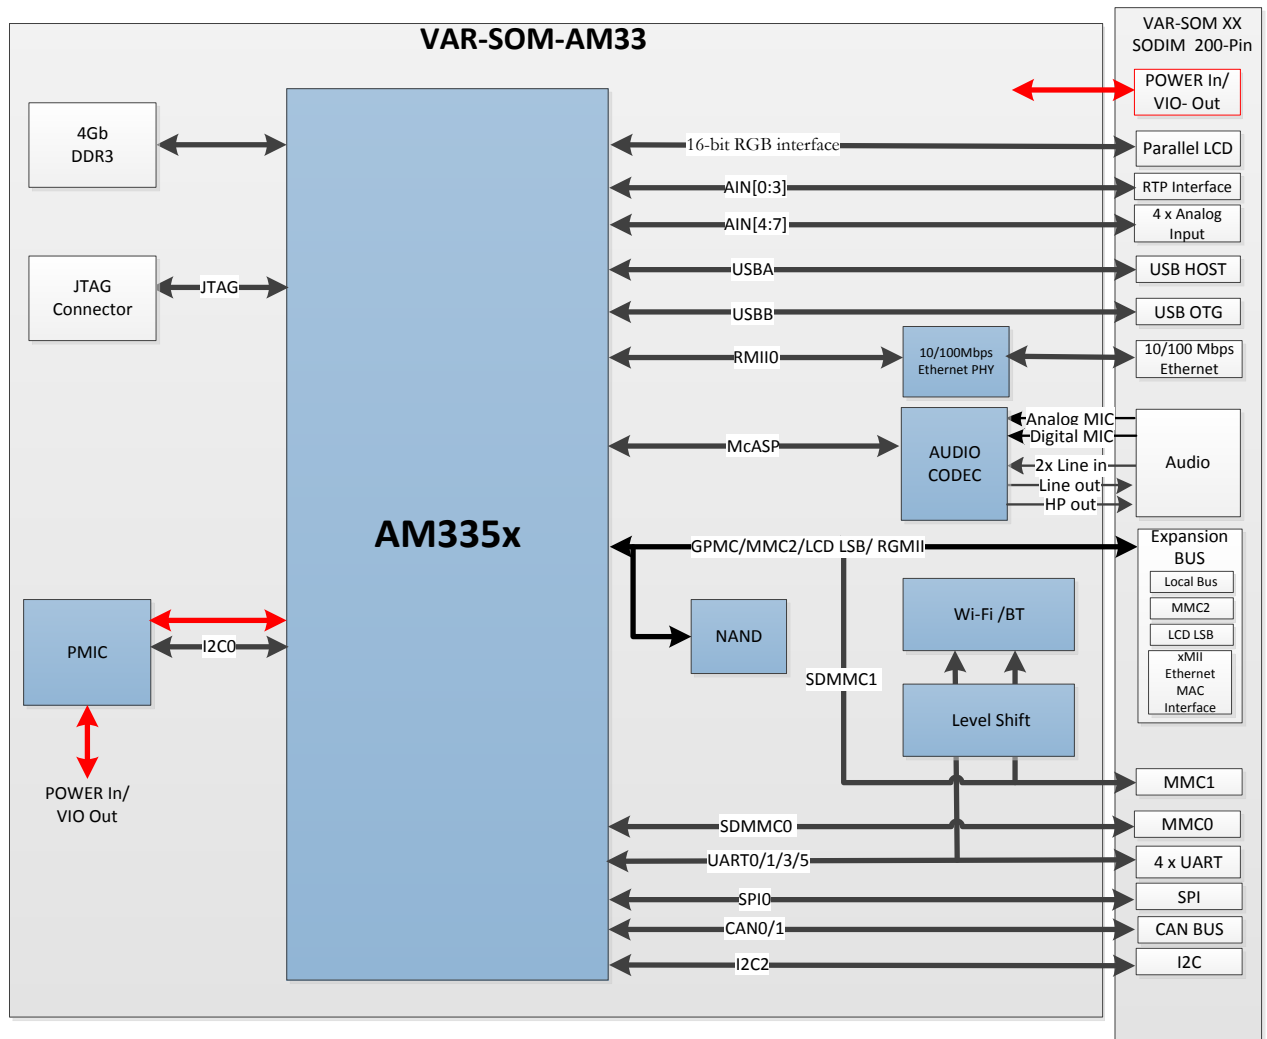 VAR-SOM-AM33
VAR-SOM XX
SODIM 200-Pin
POWER In/
VIO- Out
4Gb
DDR3
16-bit RGB interface
Parallel LCD
AIN[0:3]
RTP Interface
AIN[4:7]
4 x Analog
Input
JTAG
Connector
JTAG
USBA
USB HOST
USBB
USB OTG
RMII0
10/100Mbps
Ethernet PHY
10/100 Mbps
Ethernet
McASP
AUDIO
CODEC
Analog MIC
Digital MIC
2x Line in
Line out
HP out
Audio
AM335x
GPMC/MMC2/LCD LSB/ RGMII
Expansion
BUS
Local Bus
MMC2
LCD LSB
xMII
Ethernet
MAC
Interface
NAND
Wi-Fi /BT
SDMMC1
Level Shift
PMIC
I2C0
POWER In/
VIO Out
MMC1
SDMMC0
MMC0
UART0/1/3/5
4 x UART
SPI0
SPI
CAN0/1
CAN BUS
I2C2
I2C